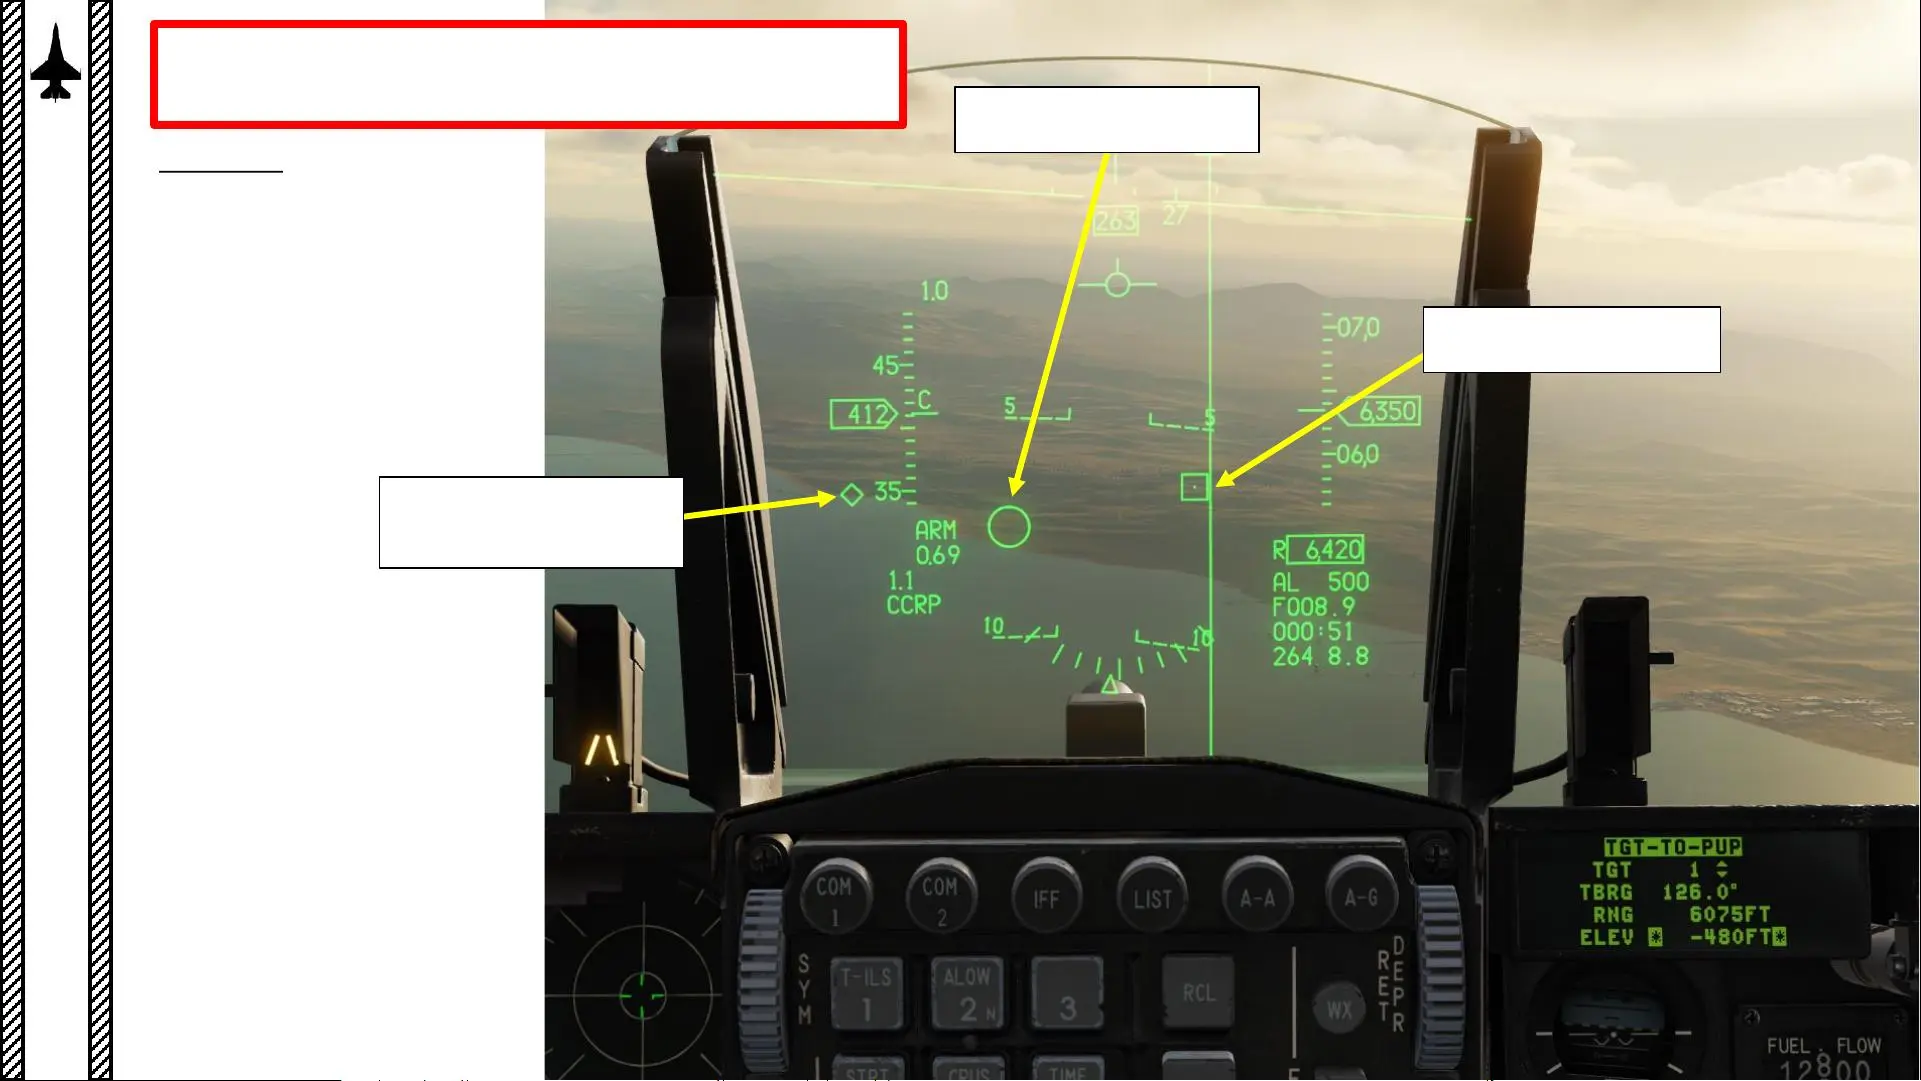 263
27
1.0
07,0
45
C
412
5
5
6,350
06,0
35
ARM
0.69
R 6,420
1.1
AL 500
CCRP
F008.9
10
10
000:51
264 8.8
TGT-TO-PUP
TGT 1
TBRG 126.0°
RNG 6075FT
ELEV * -480FT*
COM
1
COM
2
IFF
LIST
A-A
A-G
SYM
T-ILS
1
ALOW
2 N
3
RCL
WX
RET
DEPR
FUEL FLOW
STRT
CRUS
TIME